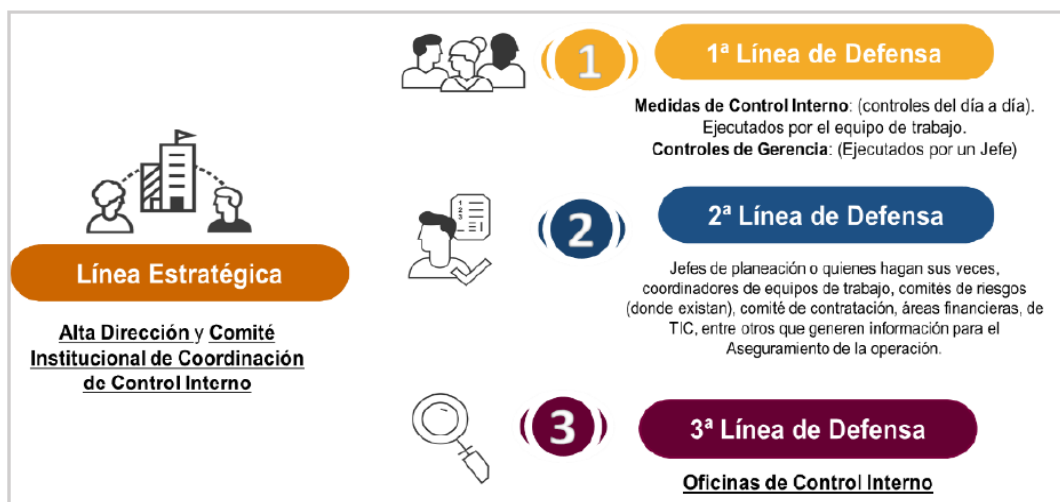 Línea Estratégica
Alta Dirección y Comité
Institucional de Coordinación
de Control Interno
1
1ª Línea de Defensa
Medidas de Control Interno: (controles del día a día).
Ejecutados por el equipo de trabajo.
Controles de Gerencia: (Ejecutados por un Jefe)
1
2
3
2
2ª Línea de Defensa
Jefes de planeación o quienes hagan sus veces,
coordinadores de equipos de trabajo, comités de riesgos
(donde existan), comité de contratación, áreas financieras, de
TIC, entre otros que generen información para el
Aseguramiento de la operación.
3
3ª Línea de Defensa
Oficinas de Control Interno